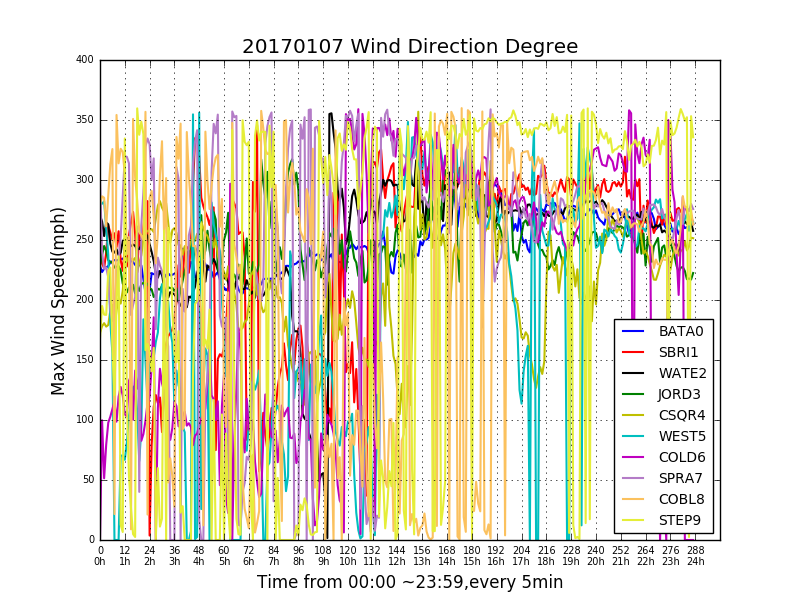 20170107 Wind Direction Degree
400
350
300
250
200
150
100
50
0
Max Wind Speed(mph)
BATA0
SBRI1
WATE2
JORD3
CSQR4
WEST5
COLD6
SPRA7
COBL8
STEP9
0 12 24 36 48 60 72 84 96 108 120 132 144 156 168 180 192 204 216 228 240 252 264 276 288
0h 1h 2h 3h 4h 5h 6h 7h 8h 9h 10h 11h 12h 13h 14h 15h 16h 17h 18h 19h 20h 21h 22h 23h 24h
Time from 00:00 ~23:59,every 5min